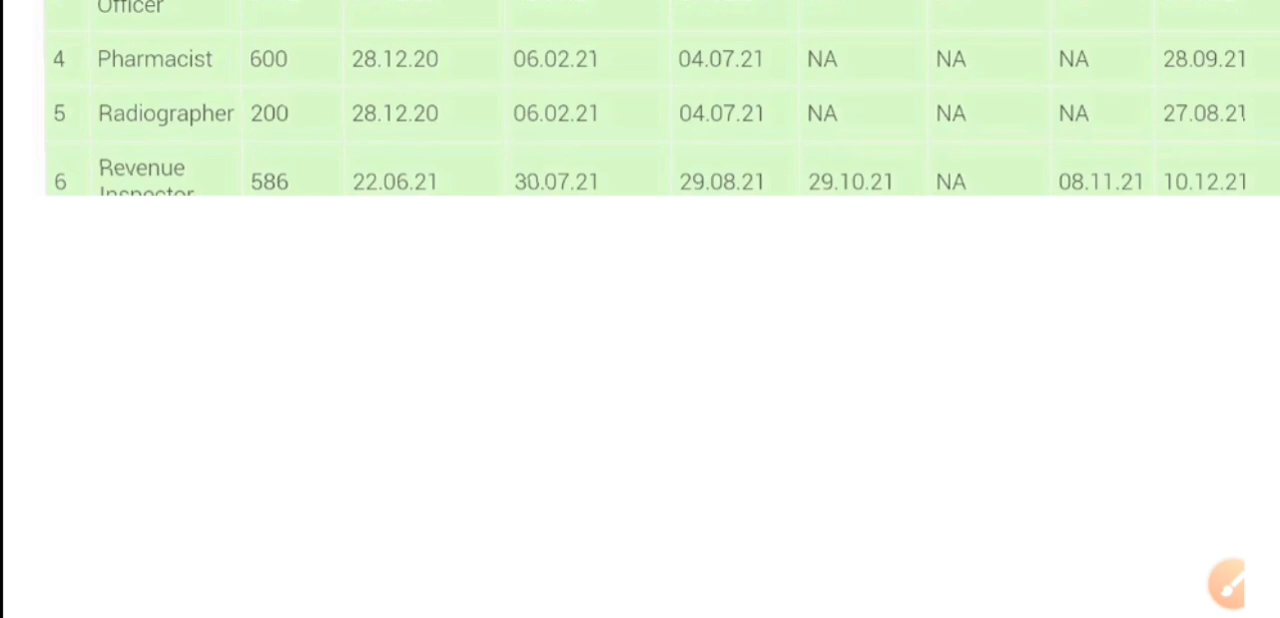 Officer
4 Pharmacist 600 28.12.20 06.02.21 04.07.21 NA NA NA 28.09.21
5 Radiographer 200 28.12.20 06.02.21 04.07.21 NA NA NA 27.08.21
6 Revenue Inspector 586 22.06.21 30.07.21 29.08.21 29.10.21 NA 08.11.21 10.12.21